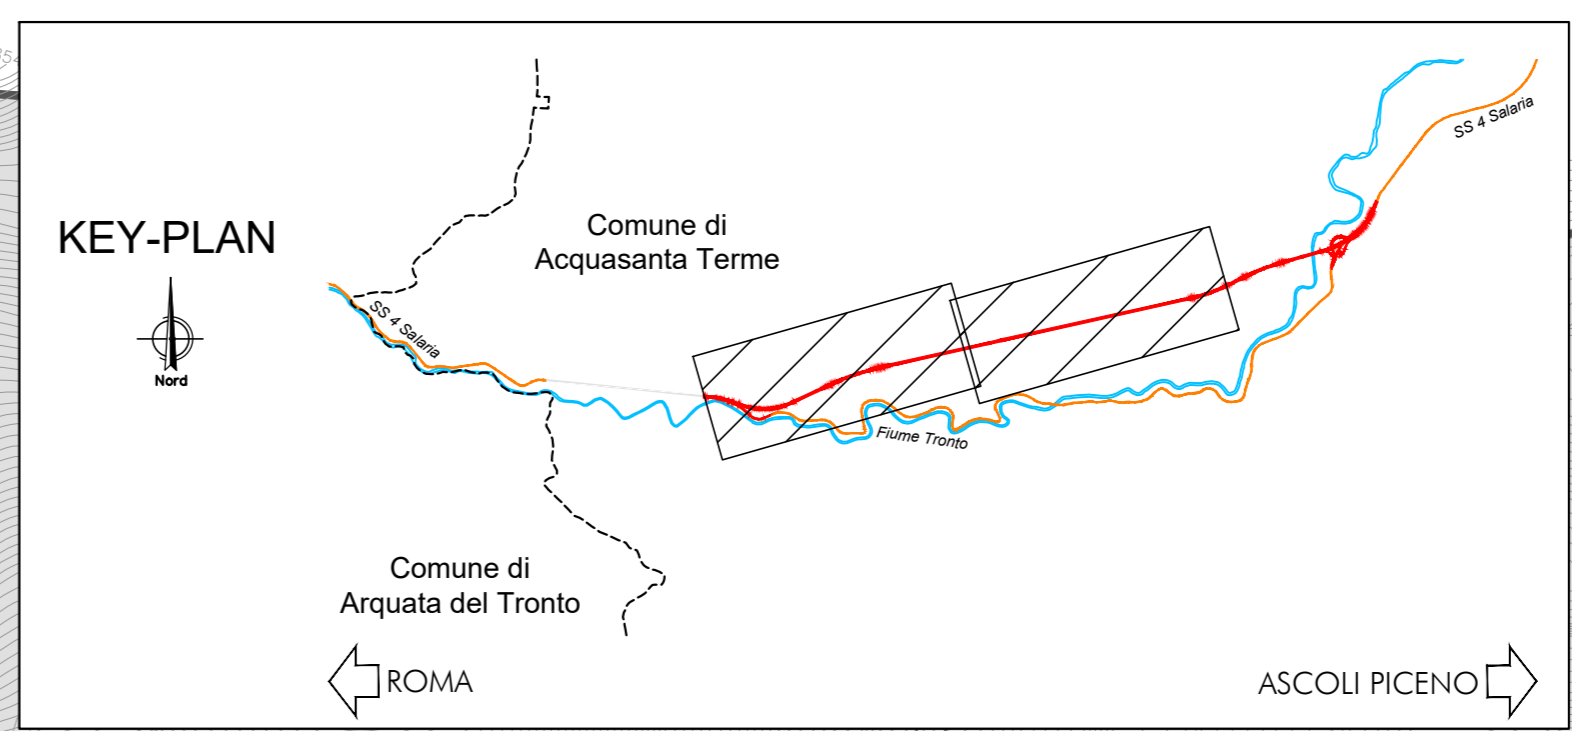 KEY-PLAN
Nord
Comune di
Acquasanta Terme
SS 4 Salaria
SS 4 Salaria
Fiume Tronto
Comune di
Arquata del Tronto
ROMA
ASCOLI PICENO